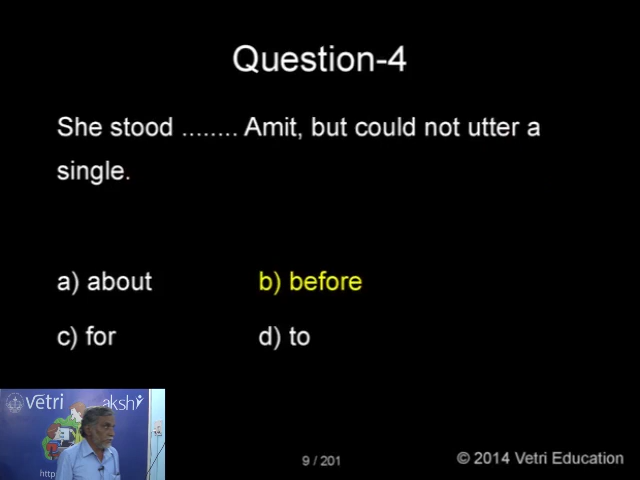 Question-4
She stood ........ Amit, but could not utter a
single.
a) about
b) before
c) for
d) to
vetri
aksh
http
9 / 201
© 2014 Vetri Education